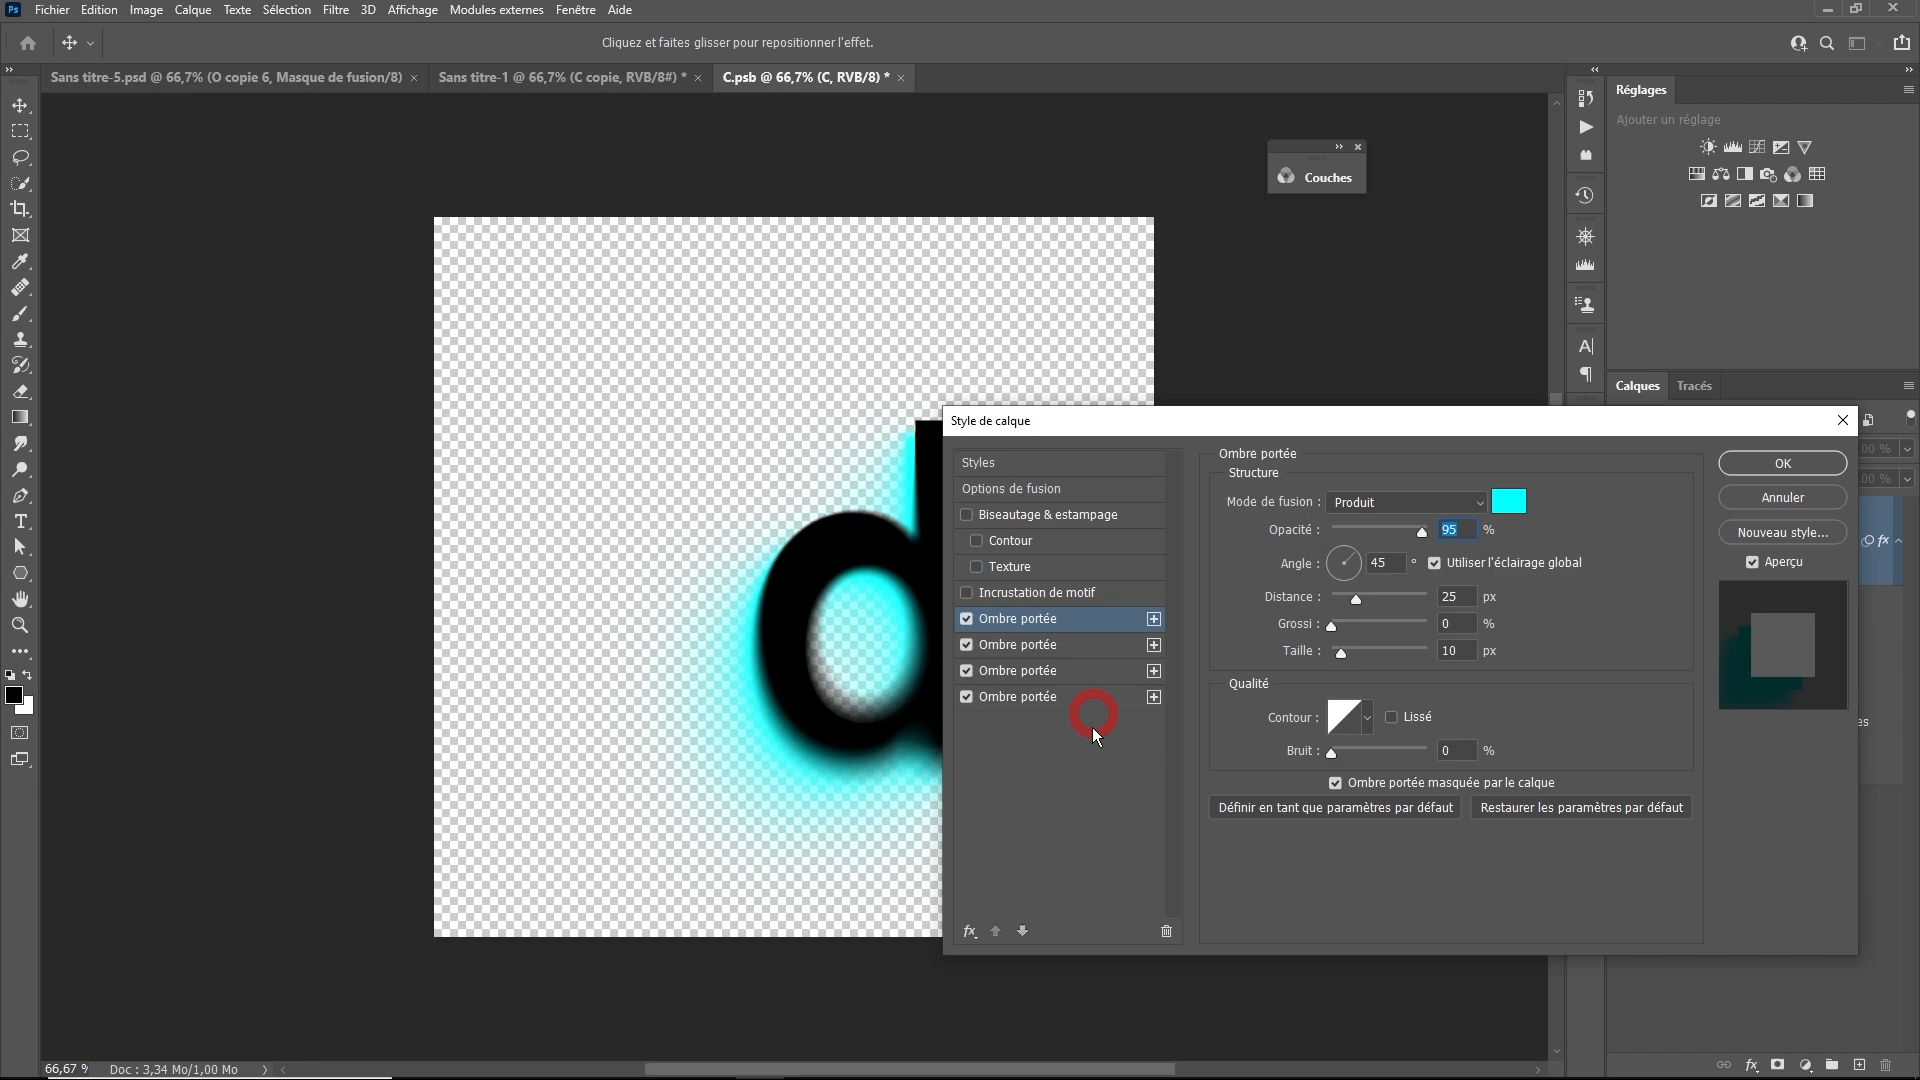 Ps Fichier Edition Image Calque Texte Sélection Filtre 3D Affichage Modules externes Fenêtre Aide
Cliquez et faites glisser pour repositionner l'effet.
Sans titre-5.psd @ 66,7% (O copie 6, Masque de fusion/8) × Sans titre-1 @ 66,7% (C copie, RVB/8#) * × C.psb @ 66,7% (C, RVB/8) * ×
Réglages
Ajouter un réglage
Couches
Calques Tracés
Style de calque
Styles
Options de fusion
Biseautage & estampage
Contour
Texture
Incrustation de motif
Ombre portée
Ombre portée
Ombre portée
Ombre portée
fx
Ombre portée
Structure
Mode de fusion : Produit
Opacité : 95 %
Angle : 45 ° Utiliser l'éclairage global
Distance : 25 px
Grossi : 0 %
Taille : 10 px
Qualité
Contour : Lissé
Bruit : 0 %
Ombre portée masquée par le calque
Définir en tant que paramètres par défaut Restaurer les paramètres par défaut
OK
Annuler
Nouveau style...
Aperçu
00 %
00 %
fx
es
d
66,67 % Doc : 3,34 Mo/1,00 Mo
fx